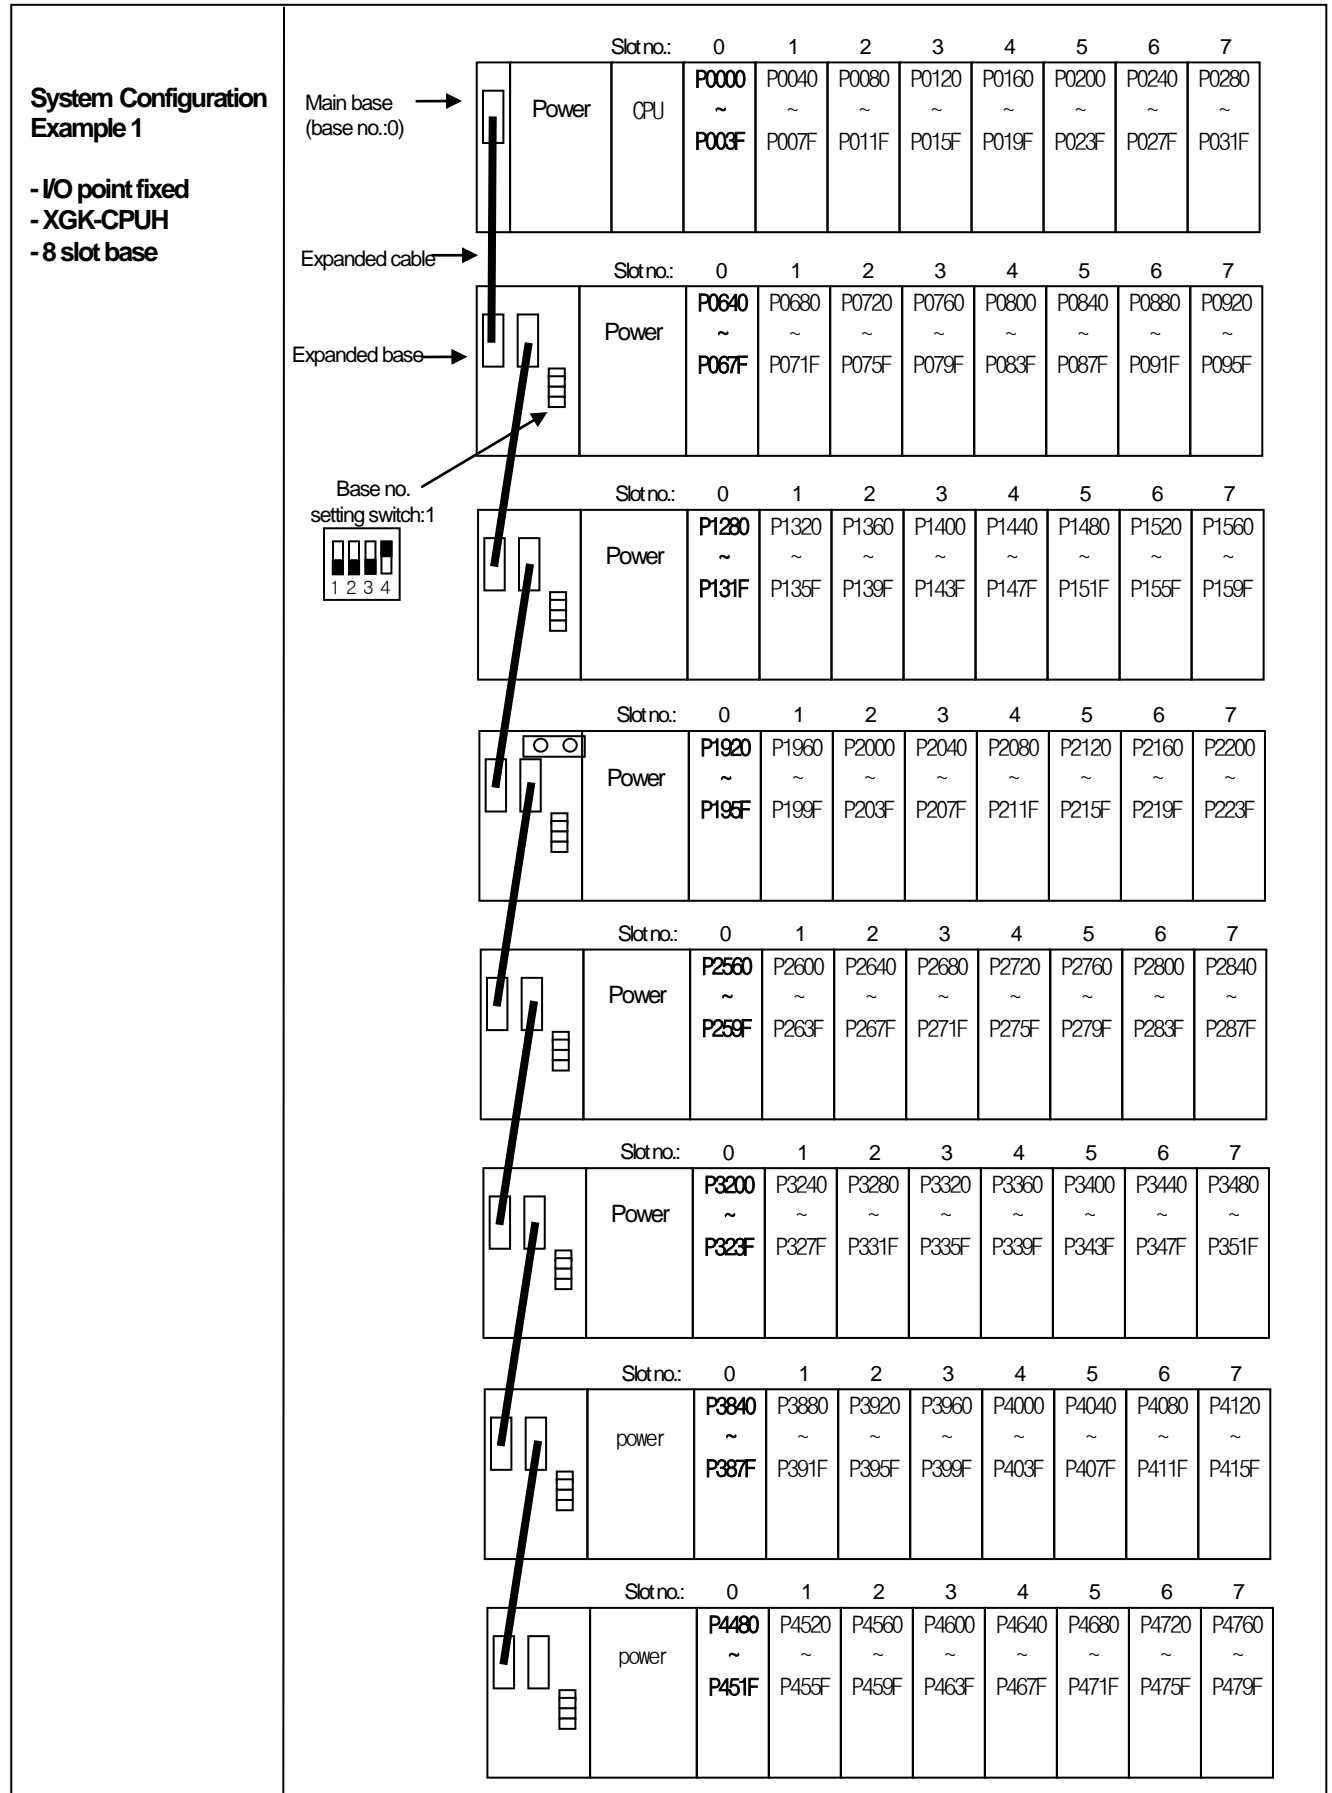 System Configuration
Example 1
- I/O point fixed
- XGK-CPUH
- 8 slot base
Slot no.: 0 1 2 3 4 5 6 7
Main base
(base no.:0)
Power CPU
P0000 P0040 P0080 P0120 P0160 P0200 P0240 P0280
~ ~ ~ ~ ~ ~ ~ ~
P003F P007F P011F P015F P019F P023F P027F P031F
Expanded cable
Slot no.: 0 1 2 3 4 5 6 7
Expanded base
Power
P0640 P0680 P0720 P0760 P0800 P0840 P0880 P0920
~ ~ ~ ~ ~ ~ ~ ~
P067F P071F P075F P079F P083F P087F P091F P095F
Base no.
setting switch:1
1 2 3 4
Slot no.: 0 1 2 3 4 5 6 7
Power
P1280 P1320 P1360 P1400 P1440 P1480 P1520 P1560
~ ~ ~ ~ ~ ~ ~ ~
P131F P135F P139F P143F P147F P151F P155F P159F
Slot no.: 0 1 2 3 4 5 6 7
Power
P1920 P1960 P2000 P2040 P2080 P2120 P2160 P2200
~ ~ ~ ~ ~ ~ ~ ~
P195F P199F P203F P207F P211F P215F P219F P223F
Slot no.: 0 1 2 3 4 5 6 7
Power
P2560 P2600 P2640 P2680 P2720 P2760 P2800 P2840
~ ~ ~ ~ ~ ~ ~ ~
P259F P263F P267F P271F P275F P279F P283F P287F
Slot no.: 0 1 2 3 4 5 6 7
Power
P3200 P3240 P3280 P3320 P3360 P3400 P3440 P3480
~ ~ ~ ~ ~ ~ ~ ~
P323F P327F P331F P335F P339F P343F P347F P351F
Slot no.: 0 1 2 3 4 5 6 7
power
P3840 P3880 P3920 P3960 P4000 P4040 P4080 P4120
~ ~ ~ ~ ~ ~ ~ ~
P387F P391F P395F P399F P403F P407F P411F P415F
Slot no.: 0 1 2 3 4 5 6 7
power
P4480 P4520 P4560 P4600 P4640 P4680 P4720 P4760
~ ~ ~ ~ ~ ~ ~ ~
P451F P455F P459F P463F P467F P471F P475F P479F